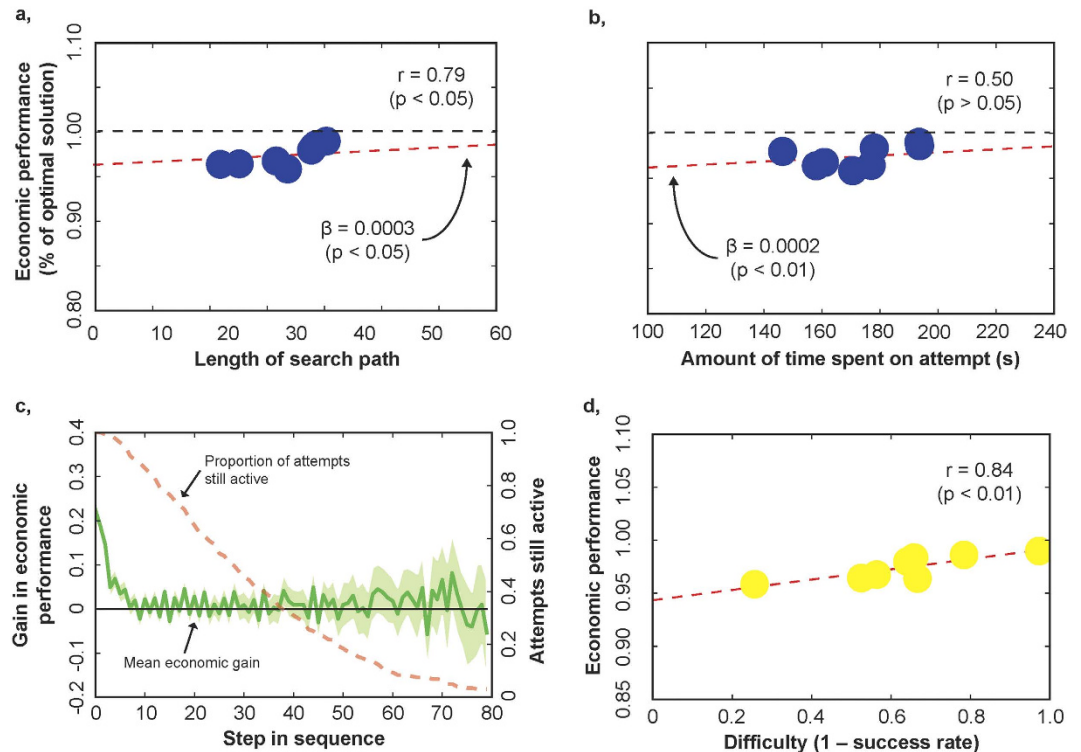 a,
Economic performance
(% of optimal solution)
1.10
1.00
0.90
0.80
r = 0.79
(p < 0.05)
β = 0.0003
(p < 0.05)
0 10 20 20 30 40 50 60
Length of search path
b,
r = 0.50
(p > 0.05)
β = 0.0002
(p < 0.01)
100 120 140 160 180 200 220 240
Amount of time spent on attempt (s)
c,
Gain in economic
performance
0.4
0.3
0.2
0.1
0
-0.1
-0.2
Proportion of attempts
still active
Mean economic gain
1.0
0.8
0.6
0.4
0.2
0
Attempts still active
0 10 20 30 40 50 60 70 80
Step in sequence
d,
Economic performance
1.10
1.05
1.00
0.95
0.90
0.85
r = 0.84
(p < 0.01)
0 0.2 0.4 0.6 0.8 1.0
Difficulty (1 – success rate)